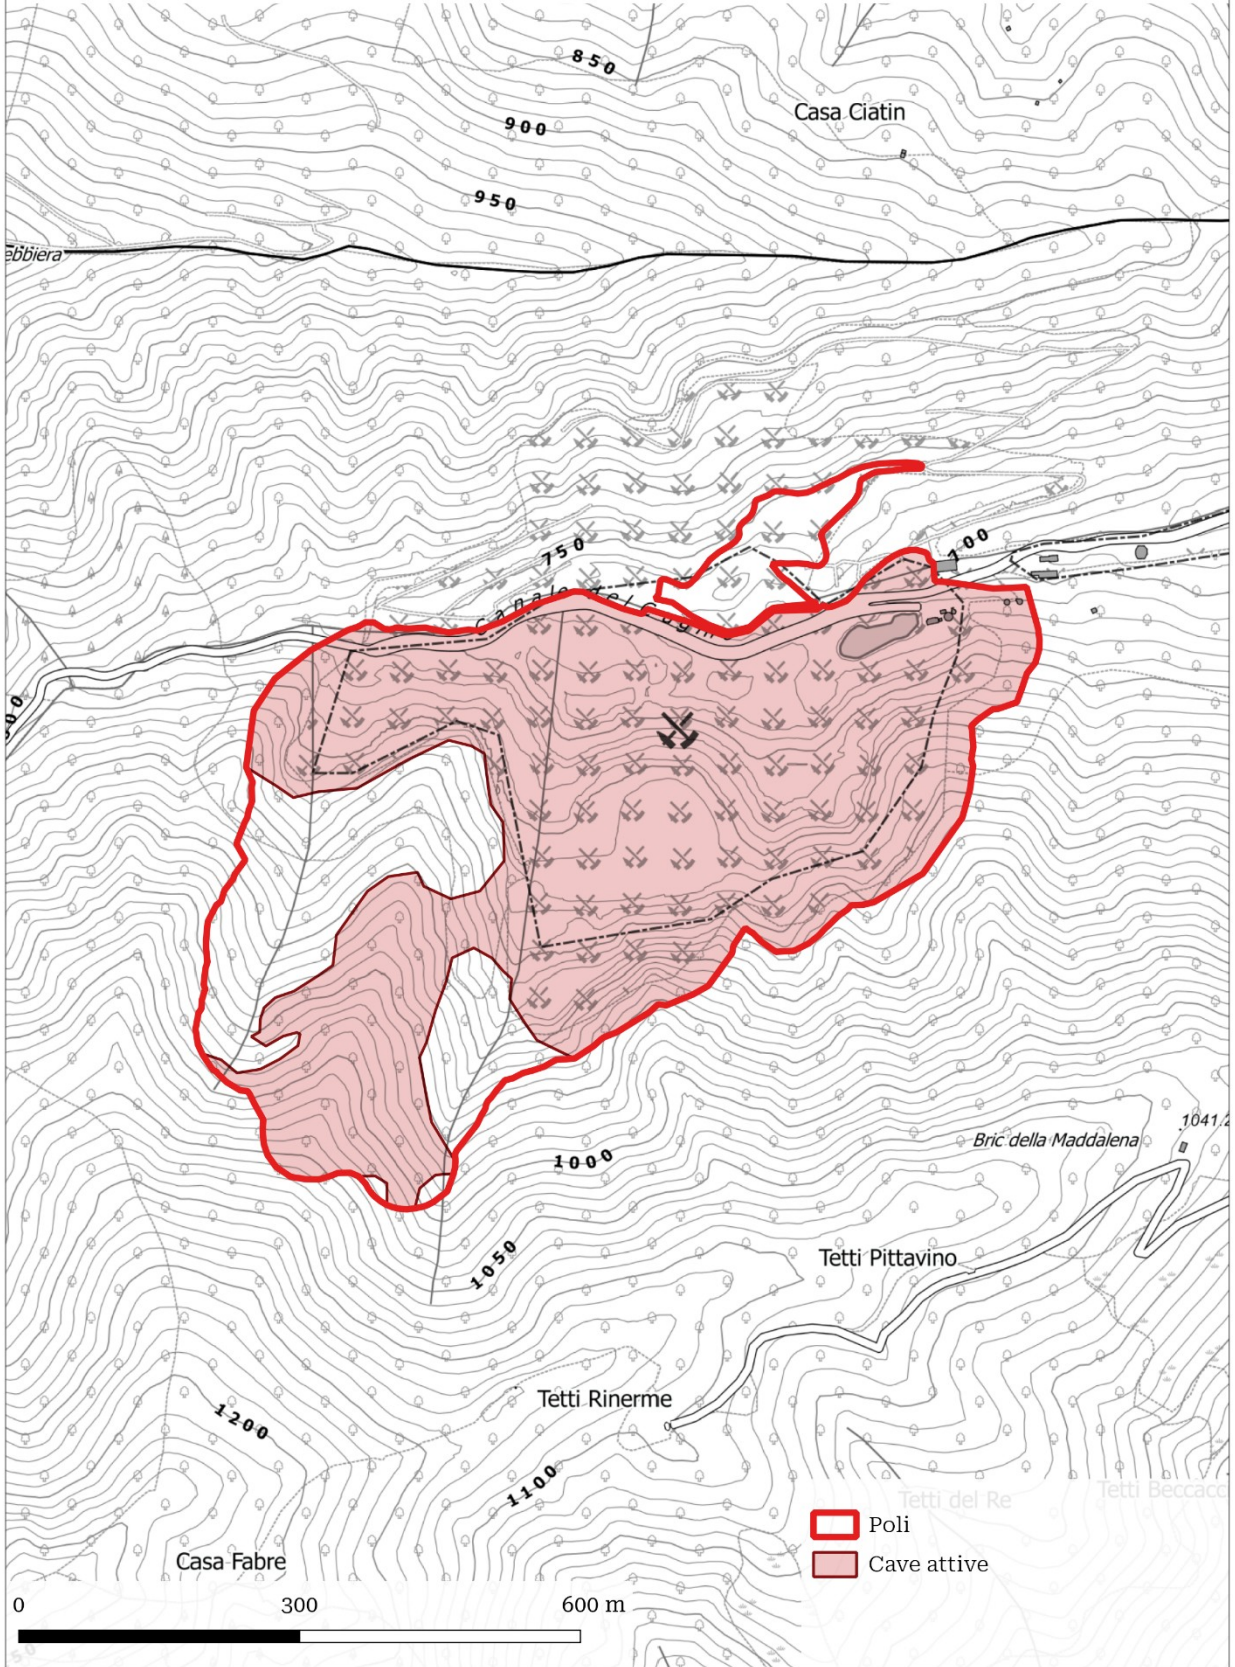 850
Casa Ciatin
900
950
ebbiera
700
750
Canale del
1041.2
Bric della Maddalena
1000
1050
Tetti Pittavino
Tetti Rinerme
1200
1100
Tetti del Re
Tetti Beccacc
Poli
Casa Fabre
Cave attive
0 300 600 m
50